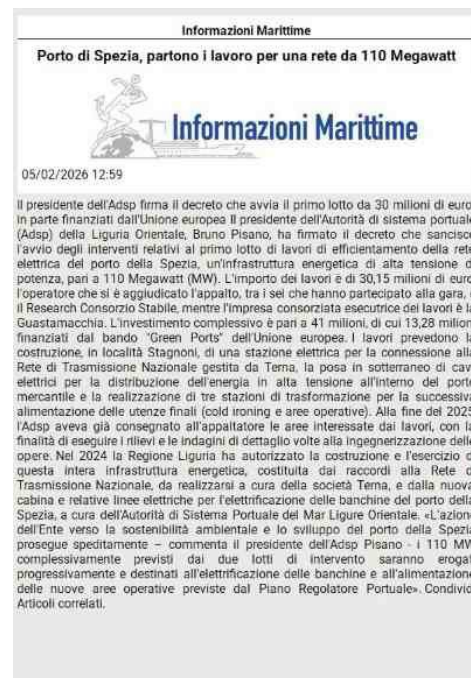 Informazioni Marittime
Porto di Spezia, partono i lavoro per una rete da 110 Megawatt
Informazioni Marittime
05/02/2026 12:59
Il presidente dell'Adsp firma il decreto che avvia il primo lotto da 30 milioni di euro
in parte finanziati dall'Unione europea Il presidente dell'Autorità di sistema portuale
(Adsp) della Liguria Orientale, Bruno Pisano, ha firmato il decreto che sancisce
l'avvio degli interventi relativi al primo lotto di lavori di efficientamento della rete
elettrica del porto della Spezia, un'infrastruttura energetica di alta tensione d
potenza, pari a 110 Megawatt (MW). L'importo dei lavori è di 30,15 milioni di euro
l'operatore che si è aggiudicato l'appalto, tra i sei che hanno partecipato alla gara,
il Research Consorzio Stabile, mentre l'impresa consorziata esecutrice dei lavori è la
Guastamacchia. L'investimento complessivo è pari a 41 milioni, di cui 13,28 milion
finanziati dal bando "Green Ports" dell'Unione europea. I lavori prevedono la
costruzione, in località Stagnoni, di una stazione elettrica per la connessione alla
Rete di Trasmissione Nazionale gestita da Terna, la posa in sotterraneo di cav
elettrici per la distribuzione dell'energia in alta tensione all'interno del porto
mercantile e la realizzazione di tre stazioni di trasformazione per la successiva
alimentazione delle utenze finali (cold ironing e aree operative). Alla fine del 2025
l'Adsp aveva già consegnato all'appaltatore le aree interessate dai lavori, con la
finalità di eseguire i rilievi e le indagini di dettaglio volte alla ingegnerizzazione delle
opere. Nel 2024 la Regione Liguria ha autorizzato la costruzione e l'esercizio d
questa intera infrastruttura energetica, costituita dai raccordi alla Rete d
Trasmissione Nazionale, da realizzarsi a cura della società Terna, e dalla nuova
cabina e relative linee elettriche per l'elettrificazione delle banchine del porto della
Spezia, a cura dell'Autorità di Sistema Portuale del Mar Ligure Orientale. «L'azione
dell'Ente verso la sostenibilità ambientale e lo sviluppo del porto della Spezia
prosegue speditamente – commenta il presidente dell'Adsp Pisano - i 110 MW
complessivamente previsti dai due lotti di intervento saranno erogat
progressivamente e destinati all'elettrificazione delle banchine e all'alimentazione
delle nuove aree operative previste dal Piano Regolatore Portuale». Condivid
Articoli correlati.